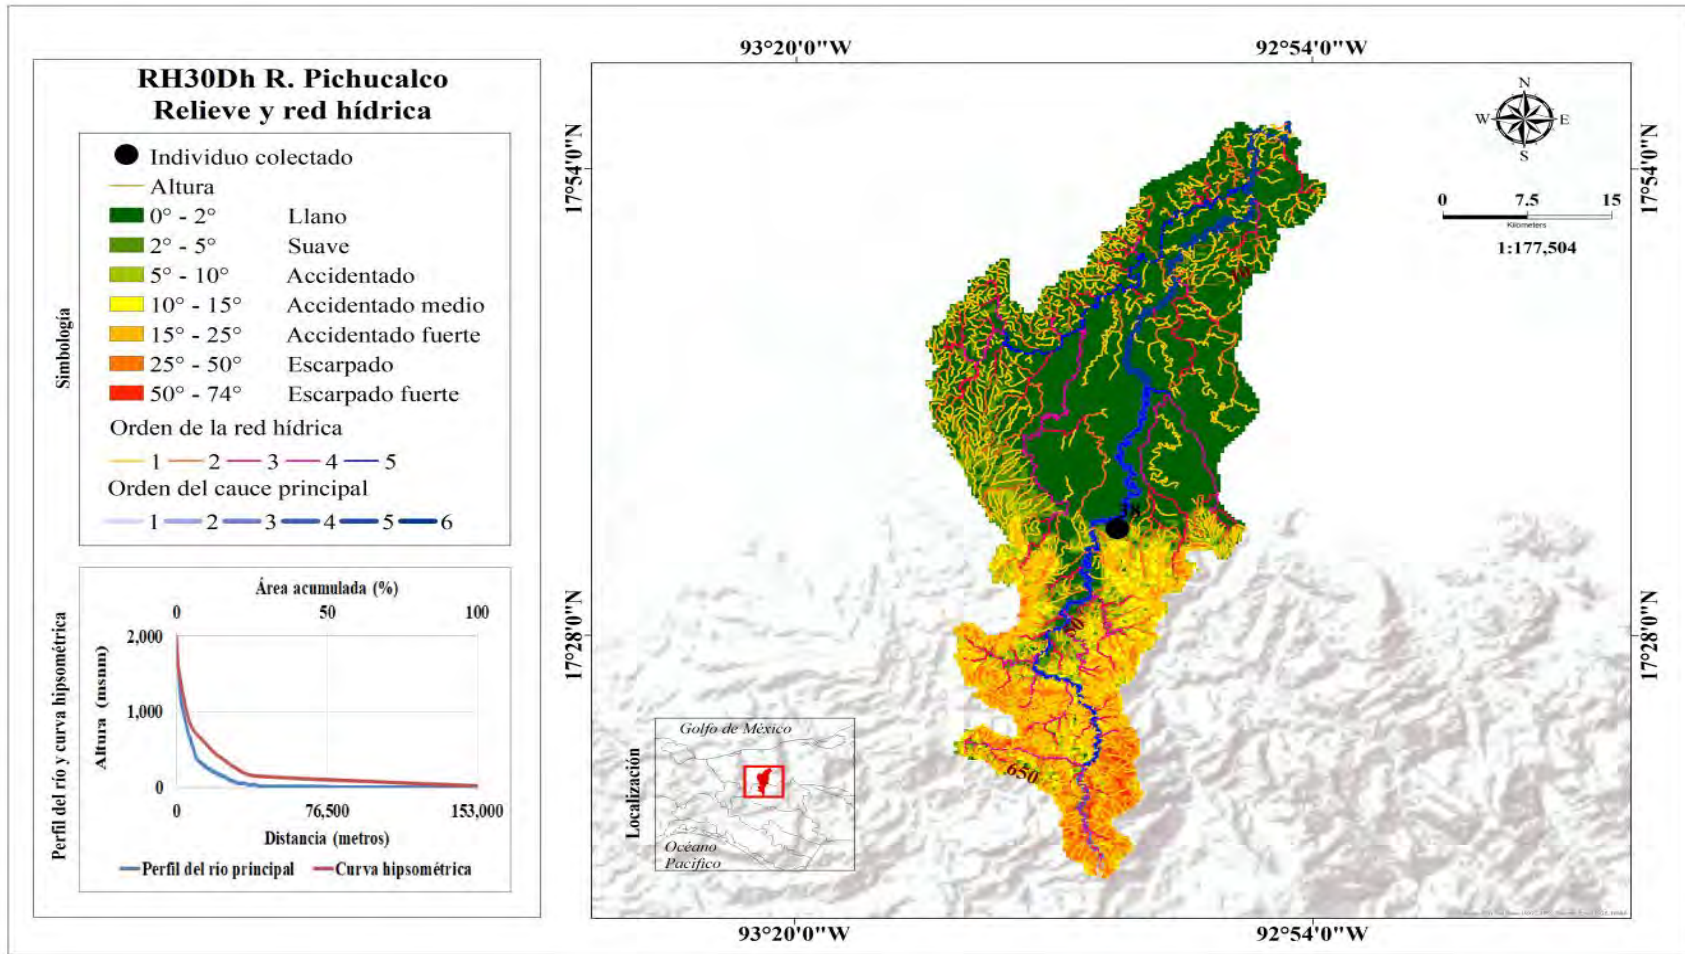 RH30Dh R. Pichucalco
Relieve y red hídrica
Simbología
Individuo colectado
Altura
0° - 2° Llano
2° - 5° Suave
5° - 10° Accidentado
10° - 15° Accidentado medio
15° - 25° Accidentado fuerte
25° - 50° Escarpado
50° - 74° Escarpado fuerte
Orden de la red hídrica
1 2 3 4 5
Orden del cauce principal
1 2 3 4 5 6
Perfil del río y curva hipsométrica
Área acumulada (%)
0 50 100
Altura (msnm)
2,000
1,000
0
0 76,500 153,000
Distancia (metros)
Perfil del río principal Curva hipsométrica
93°20'0"W 92°54'0"W
17°54'0"N 17°54'0"N
17°28'0"N 17°28'0"N
93°20'0"W 92°54'0"W
N
W E
S
0 7.5 15
Kilometers
1:177,504
650
Localización
Golfo de México
Océano
Pacífico